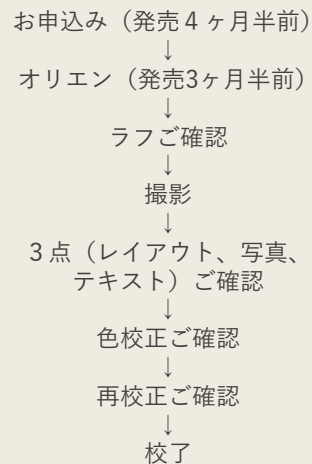 お申込み（発売４ヶ月半前）
↓
オリエン（発売3ヶ月半前）
↓
ラフご確認
↓
撮影
↓
３点（レイアウト、写真、
テキスト）ご確認
↓
色校正ご確認
↓
再校正ご確認
↓
校了